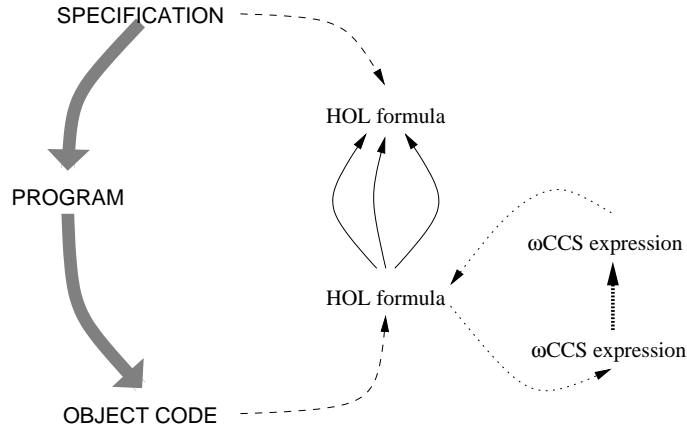 SPECIFICATION
HOL formula
PROGRAM
ωCCS expression
HOL formula
ωCCS expression
OBJECT CODE